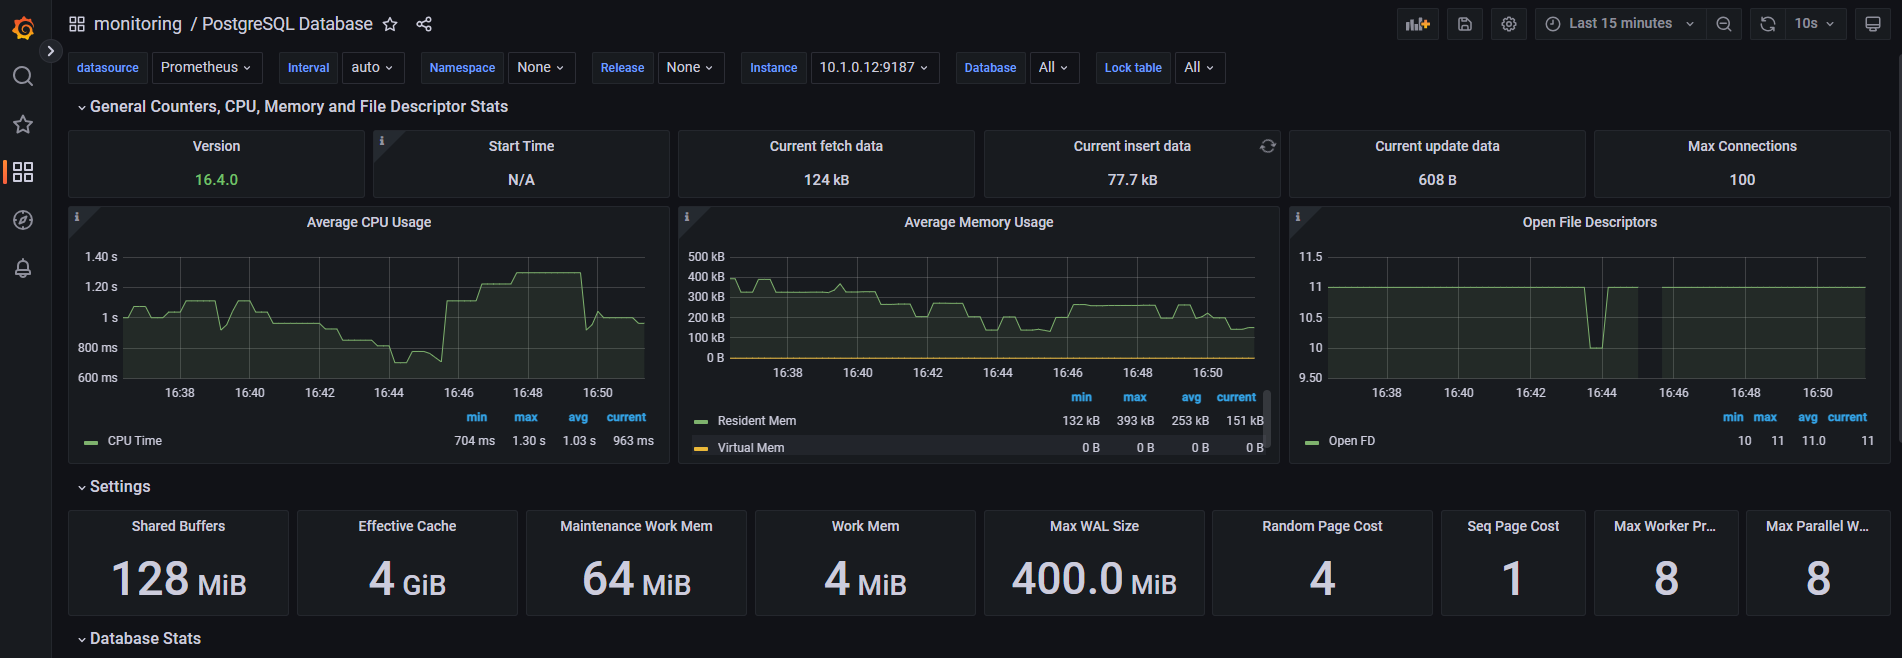 monitoring / PostgreSQL Database
Last 15 minutes
10s
datasource Prometheus Interval auto Namespace None Release None Instance 10.1.0.12:9187 Database All Lock table All
General Counters, CPU, Memory and File Descriptor Stats
Version
16.4.0
Start Time
N/A
Current fetch data
124 kB
Current insert data
77.7 kB
Current update data
608 B
Max Connections
100
Average CPU Usage
1.40 s
1.20 s
1 s
800 ms
600 ms
16:38 16:40 16:42 16:44 16:46 16:48 16:50
min max avg current
CPU Time 704 ms 1.30 s 1.03 s 963 ms
Average Memory Usage
500 kB
400 kB
300 kB
200 kB
100 kB
0 B
16:38 16:40 16:42 16:44 16:46 16:48 16:50
min max avg current
Resident Mem 132 kB 393 kB 253 kB 151 kB
Virtual Mem 0 B 0 B 0 B 0 B
Open File Descriptors
11.5
11
10.5
10
9.50
16:38 16:40 16:42 16:44 16:46 16:48 16:50
min max avg current
Open FD 10 11 11.0 11
Settings
Shared Buffers
128 MiB
Effective Cache
4 GiB
Maintenance Work Mem
64 MiB
Work Mem
4 MiB
Max WAL Size
400.0 MiB
Random Page Cost
4
Seq Page Cost
1
Max Worker Pr...
8
Max Parallel W...
8
Database Stats